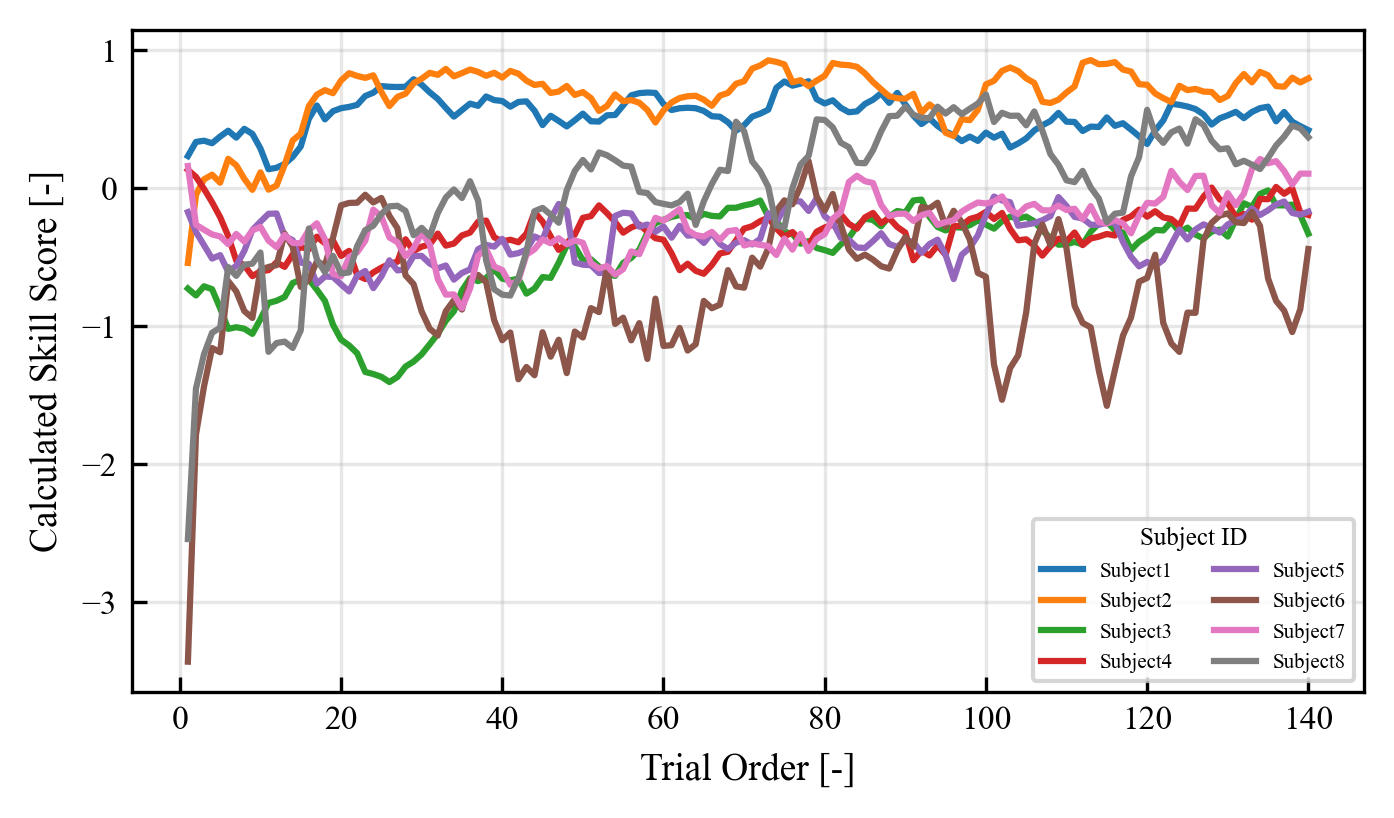 1
0
−1
−2
−3
Calculated Skill Score [-]
0 20 40 60 80 100 120 140
Trial Order [-]
Subject ID
Subject1 Subject5
Subject2 Subject6
Subject3 Subject7
Subject4 Subject8